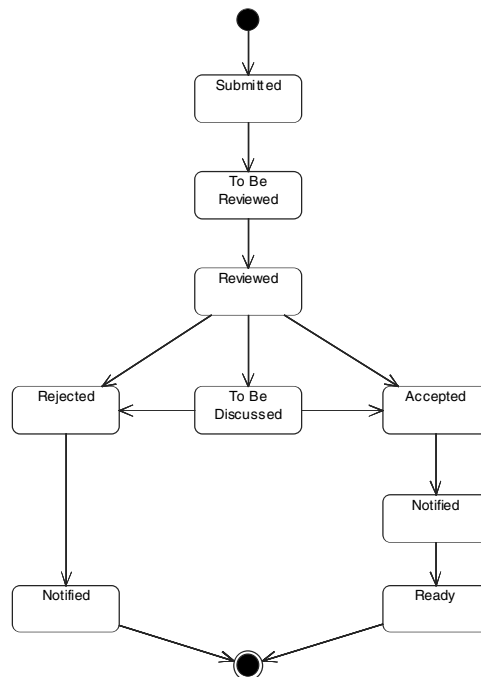 Submitted
To Be
Reviewed
Reviewed
Rejected
To Be
Discussed
Accepted
Notified
Notified
Ready